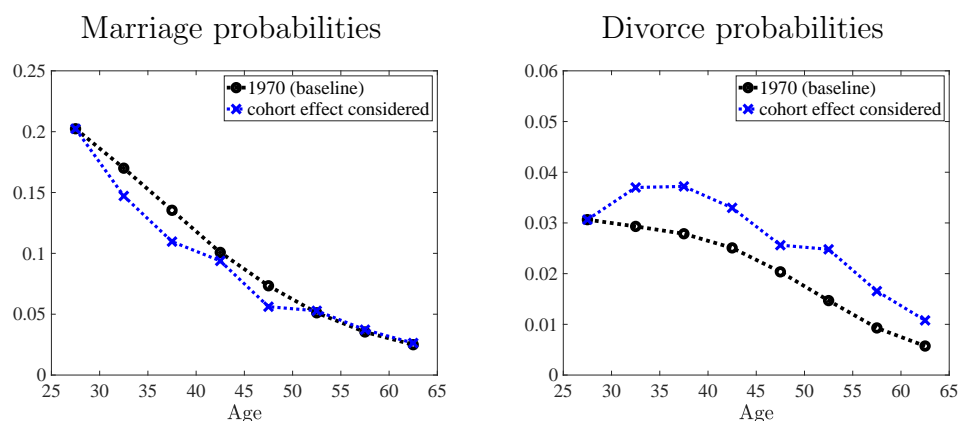 Marriage probabilities
0.25
0.2
0.15
0.1
0.05
0
25 30 35 40 45 50 55 60 65
Age
1970 (baseline)
cohort effect considered
Divorce probabilities
0.06
0.05
0.04
0.03
0.02
0.01
0
25 30 35 40 45 50 55 60 65
Age
1970 (baseline)
cohort effect considered